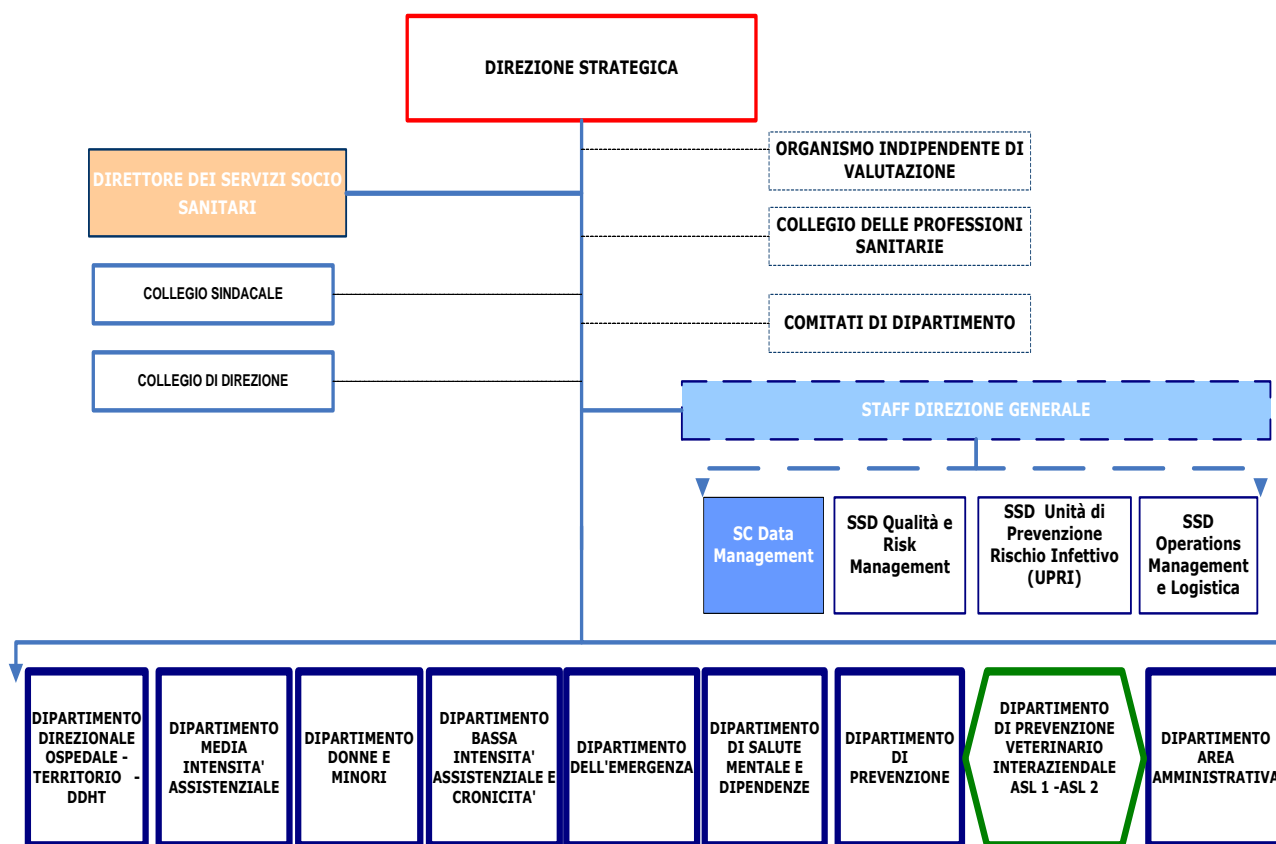 DIREZIONE STRATEGICA
ORGANISMO INDIPENDENTE DI
VALUTAZIONE
DIRETTORE DEI SERVIZI SOCIO
SANITARI
COLLEGIO DELLE PROFESSIONI
SANITARIE
COLLEGIO SINDACALE
COMITATI DI DIPARTIMENTO
COLLEGIO DI DIREZIONE
STAFF DIREZIONE GENERALE
SC Data
Management
SSD Qualità e
Risk
Management
SSD Unità di
Prevenzione
Rischio Infettivo
(UPRI)
SSD
Operations
Management
e Logistica
DIPARTIMENTO
DIREZIONALE
OSPEDALE -
TERRITORIO -
DDHT
DIPARTIMENTO
MEDIA
INTENSITA'
ASSISTENZIALE
DIPARTIMENTO
DONNE E
MINORI
DIPARTIMENTO
BASSA
INTENSITA'
ASSISTENZIALE E
CRONICITA'
DIPARTIMENTO
DELL'EMERGENZA
DIPARTIMENTO
DI SALUTE
MENTALE E
DIPENDENZE
DIPARTIMENTO
DI
PREVENZIONE
DIPARTIMENTO
DI PREVENZIONE
VETERINARIO
INTERAZIENDALE
ASL 1 -ASL 2
DIPARTIMENTO
AREA
AMMINISTRATIVA